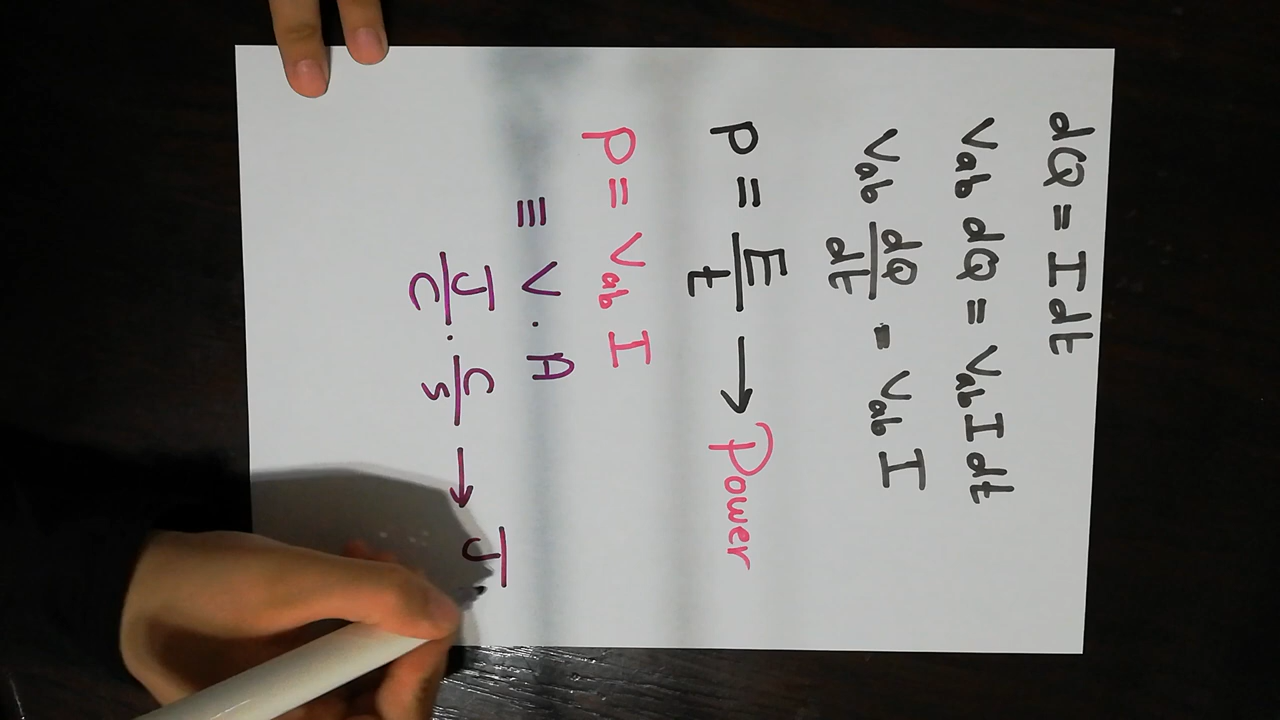 dQ = I dt
Vab dQ = Vab I dt
Vab dQ/dt = Vab I
P = E/t → Power
P = Vab I
≡ V . A
J/C . C/s → J